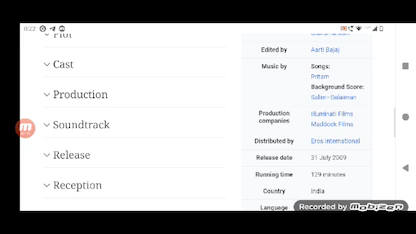 8:22
Plot
Cast
Production
Soundtrack
Release
Reception
Edited by Aarti Bajaj
Music by Songs:
Pritam
Background Score:
Salim–Sulaiman
Production companies Illuminati Films
Maddock Films
Distributed by Eros International
Release date 31 July 2009
Running time 129 minutes
Country India
Language
Recorded by Mobizen